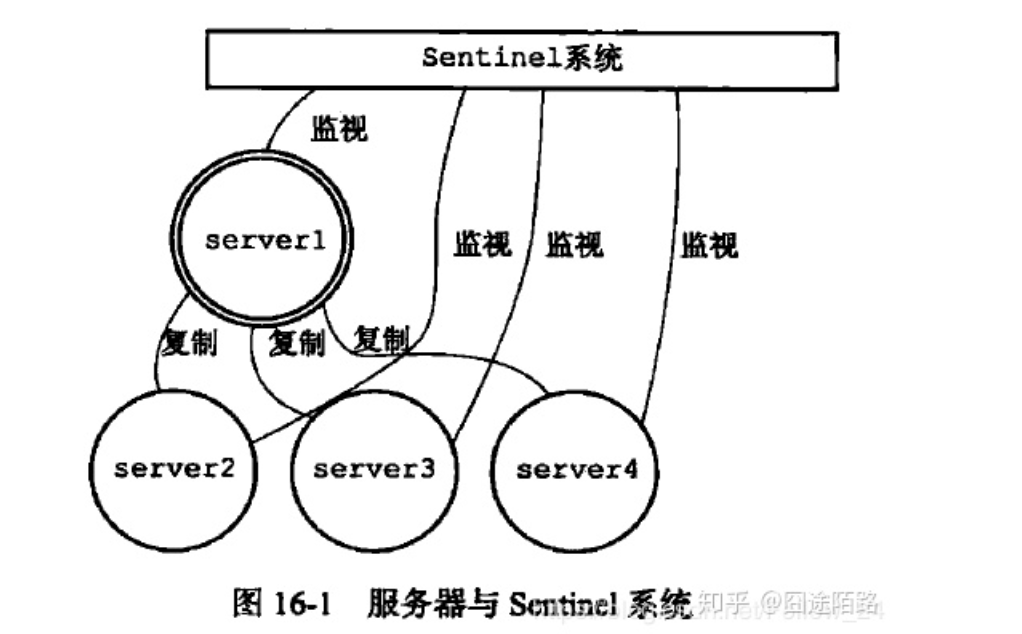 Sentinel系统
监视
server1
监视 监视 监视
复制 复制 复制
server2 server3 server4
图 16-1 服务器与 Sentinel 系统
知乎 @囧途陌路